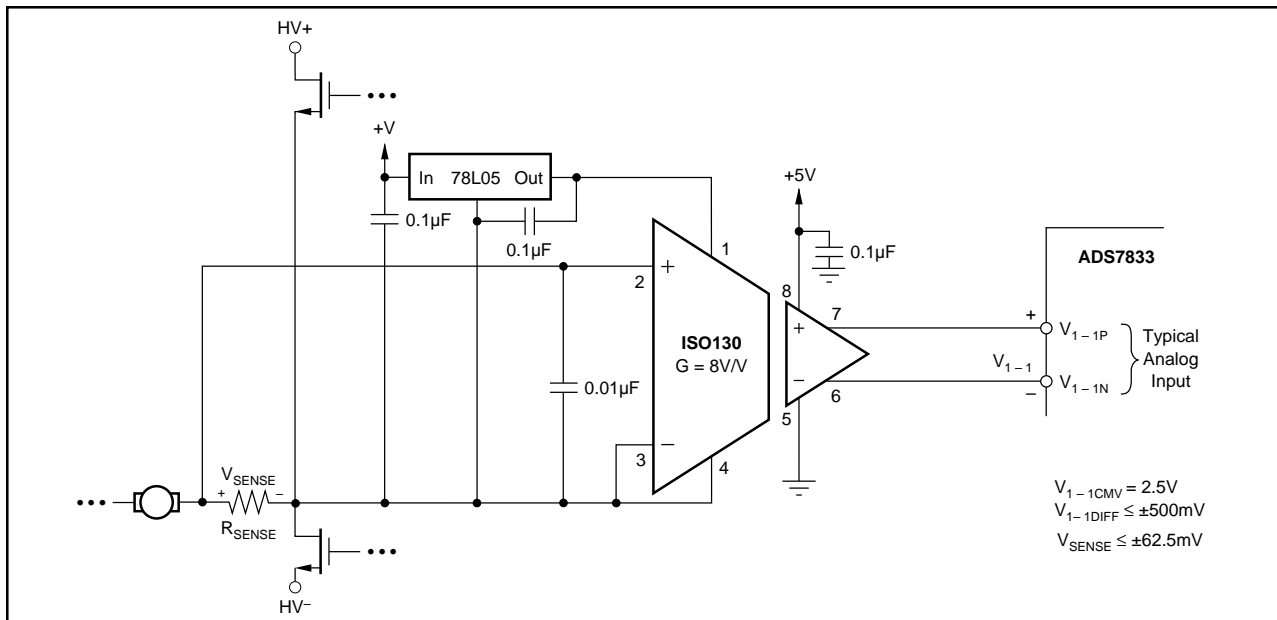 HV+
+V
In 78L05 Out
0.1µF
0.1µF
+5V
0.1µF
ADS7833
1
2
+
ISO130
G = 8V/V
0.01µF
−
3
4
8
7
+
−
6
5
+
V1 – 1P
V1 – 1
V1 – 1N
−
Typical
Analog
Input
VSENSE
+ −
RSENSE
HV−
V1 – 1CMV = 2.5V
V1 – 1DIFF ≤ ±500mV
VSENSE ≤ ±62.5mV